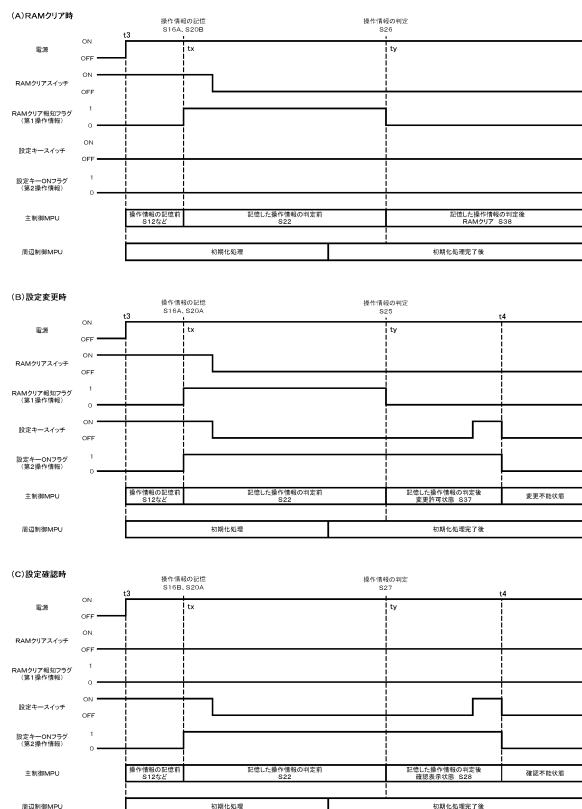 (A)RAMクリア時
操作情報の記憶
S16A、S20B
操作情報の判定
S26
t3
tx
ty
電源
ON
OFF
RAMクリアスイッチ
ON
OFF
RAMクリア報知フラグ
(第1操作情報)
1
0
設定キースイッチ
ON
OFF
設定キーONフラグ
(第2操作情報)
1
0
主制御MPU
操作情報の記憶前
S12など
記憶した操作情報の判定前
S22
記憶した操作情報の判定後
RAMクリア S38
周辺制御MPU
初期化処理
初期化処理完了後
(B)設定変更時
操作情報の記憶
S16A、S20A
操作情報の判定
S25
t3
tx
ty
t4
電源
ON
OFF
RAMクリアスイッチ
ON
OFF
RAMクリア報知フラグ
(第1操作情報)
1
0
設定キースイッチ
ON
OFF
設定キーONフラグ
(第2操作情報)
1
0
主制御MPU
操作情報の記憶前
S12など
記憶した操作情報の判定前
S22
記憶した操作情報の判定後
変更許可状態 S37
変更不能状態
周辺制御MPU
初期化処理
初期化処理完了後
(C)設定確認時
操作情報の記憶
S16B、S20A
操作情報の判定
S27
t3
tx
ty
t4
電源
ON
OFF
RAMクリアスイッチ
ON
OFF
RAMクリア報知フラグ
(第1操作情報)
1
0
設定キースイッチ
ON
OFF
設定キーONフラグ
(第2操作情報)
1
0
主制御MPU
操作情報の記憶前
S12など
記憶した操作情報の判定前
S22
記憶した操作情報の判定後
確認表示状態 S28
確認不能状態
周辺制御MPU
初期化処理
初期化処理完了後